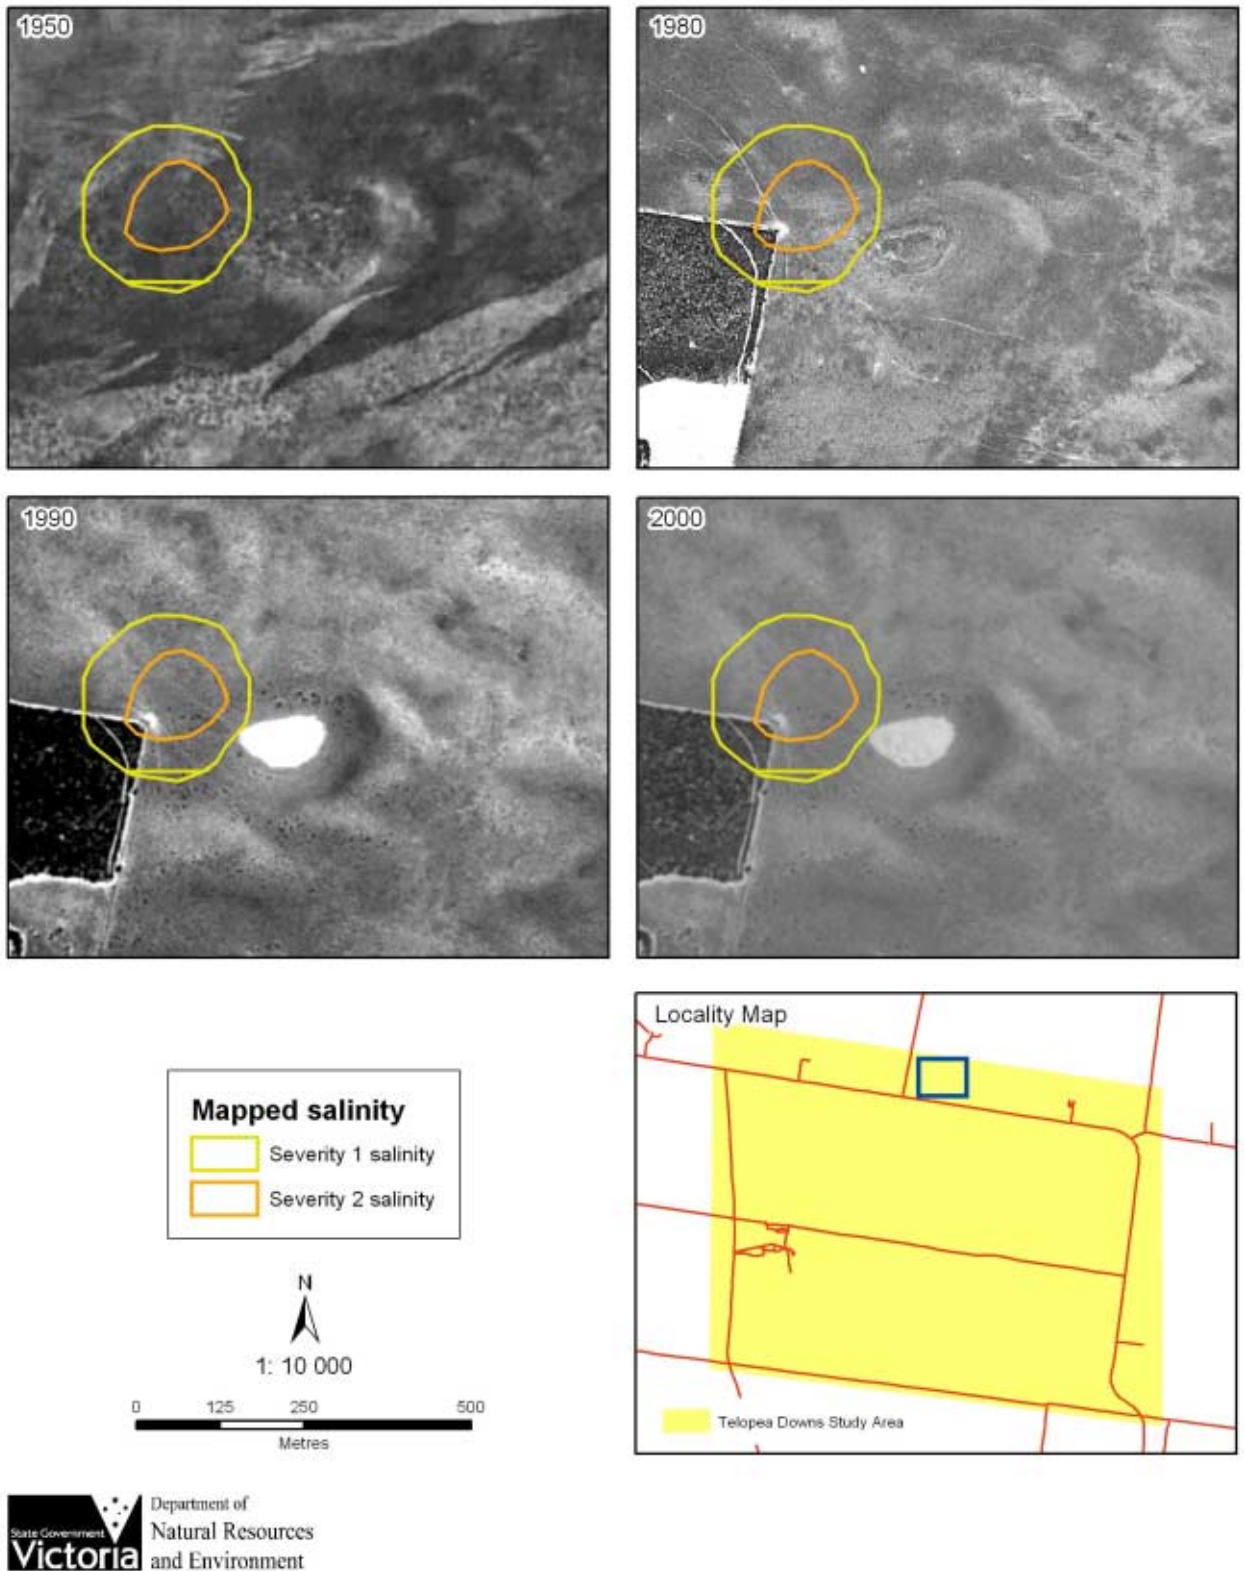 1950
1980
1990
2000
Mapped salinity
Severity 1 salinity
Severity 2 salinity
N
1: 10 000
0 125 250 500
Metres
Locality Map
Telopea Downs Study Area
State Government
Victoria
Department of
Natural Resources
and Environment